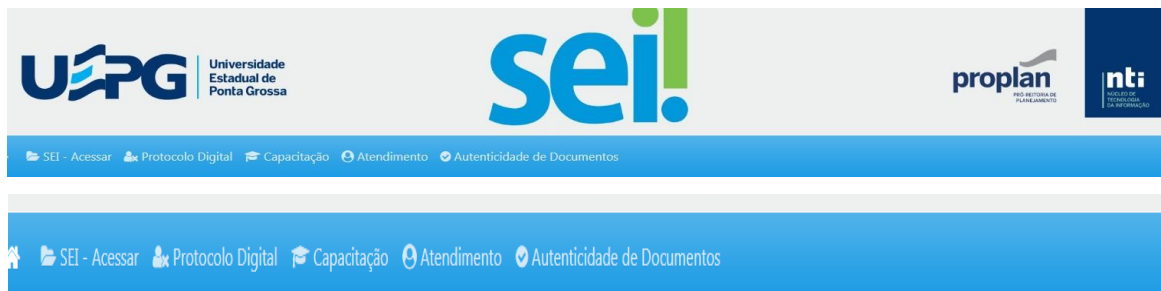 UEPG
Universidade
Estadual de
Ponta Grossa
sei!
proplan
PRÓ-REITORIA DE
PLANEJAMENTO
nti
NÚCLEO DE
TECNOLOGIA
DA INFORMAÇÃO
SEI - Acessar Protocolo Digital Capacitação Atendimento Autenticidade de Documentos
SEI - Acessar Protocolo Digital Capacitação Atendimento Autenticidade de Documentos